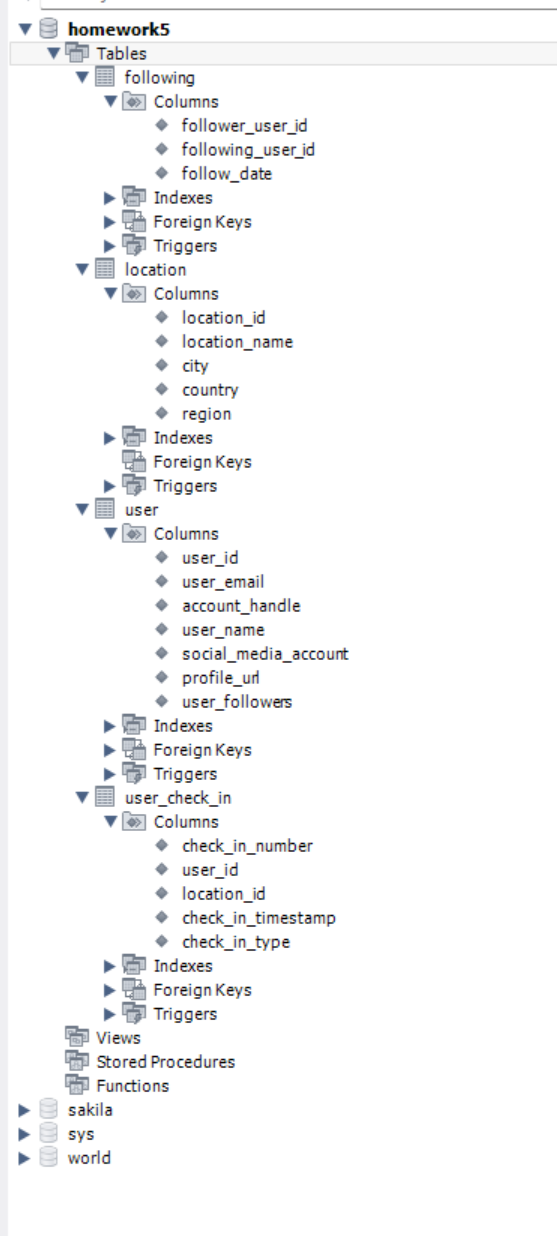 homework5
Tables
following
Columns
follower_user_id
following_user_id
follow_date
Indexes
Foreign Keys
Triggers
location
Columns
location_id
location_name
city
country
region
Indexes
Foreign Keys
Triggers
user
Columns
user_id
user_email
account_handle
user_name
social_media_account
profile_url
user_followers
Indexes
Foreign Keys
Triggers
user_check_in
Columns
check_in_number
user_id
location_id
check_in_timestamp
check_in_type
Indexes
Foreign Keys
Triggers
Views
Stored Procedures
Functions
sakila
sys
world